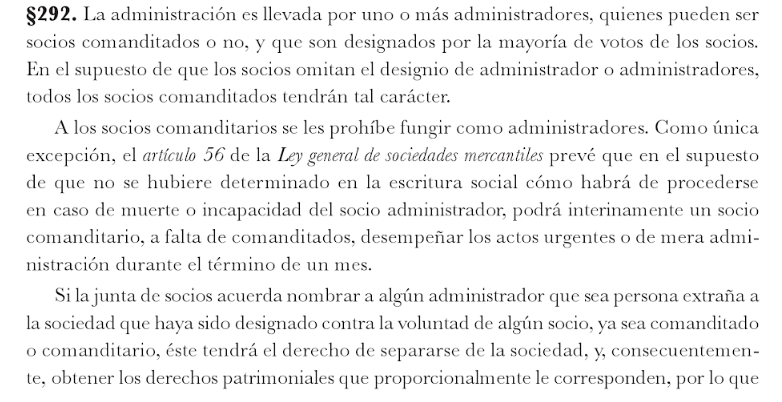 §292. La administración es llevada por uno o más administradores, quienes pueden ser
socios comanditados o no, y que son designados por la mayoría de votos de los socios.
En el supuesto de que los socios omitan el designio de administrador o administradores,
todos los socios comanditados tendrán tal carácter.
A los socios comanditarios se les prohíbe fungir como administradores. Como única
excepción, el artículo 56 de la Ley general de sociedades mercantiles prevé que en el supuesto
de que no se hubiere determinado en la escritura social cómo habrá de procederse
en caso de muerte o incapacidad del socio administrador, podrá interinamente un socio
comanditario, a falta de comanditados, desempeñar los actos urgentes o de mera admi-
nistración durante el término de un mes.
Si la junta de socios acuerda nombrar a algún administrador que sea persona extraña a
la sociedad que haya sido designado contra la voluntad de algún socio, ya sea comanditado
o comanditario, éste tendrá el derecho de separarse de la sociedad, y, consecuentemen-
te, obtener los derechos patrimoniales que proporcionalmente le corresponden, por lo que